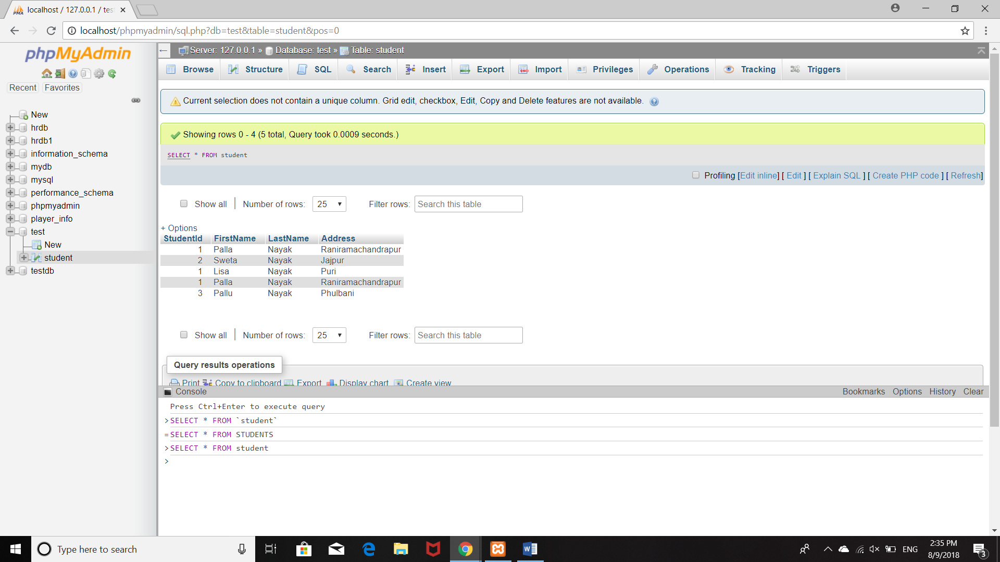 localhost / 127.0.0.1 / tes
localhost/phpmyadmin/sql.php?db=test&table=student&pos=0
phpMyAdmin
Recent Favorites
New
hrdb
hrdb1
information_schema
mydb
mysql
performance_schema
phpmyadmin
player_info
test
New
student
testdb
Server: 127.0.0.1 » Database: test » Table: student
Browse Structure SQL Search Insert Export Import Privileges Operations Tracking Triggers
Current selection does not contain a unique column. Grid edit, checkbox, Edit, Copy and Delete features are not available.
Showing rows 0 - 4 (5 total, Query took 0.0009 seconds.)
SELECT * FROM student
Profiling [Edit inline] [ Edit ] [ Explain SQL ] [ Create PHP code ] [ Refresh]
Show all Number of rows: 25 Filter rows: Search this table
+ Options
StudentId FirstName LastName Address
1 Palla Nayak Raniramachandrapur
2 Sweta Nayak Jajpur
1 Lisa Nayak Puri
1 Palla Nayak Raniramachandrapur
3 Pallu Nayak Phulbani
Show all Number of rows: 25 Filter rows: Search this table
Query results operations
Print Copy to clipboard Export Display chart Create view
Console Bookmarks Options History Clear
Press Ctrl+Enter to execute query
>SELECT * FROM `student`
=SELECT * FROM STUDENTS
>SELECT * FROM student
>
Type here to search
ENG
2:35 PM
8/9/2018
3